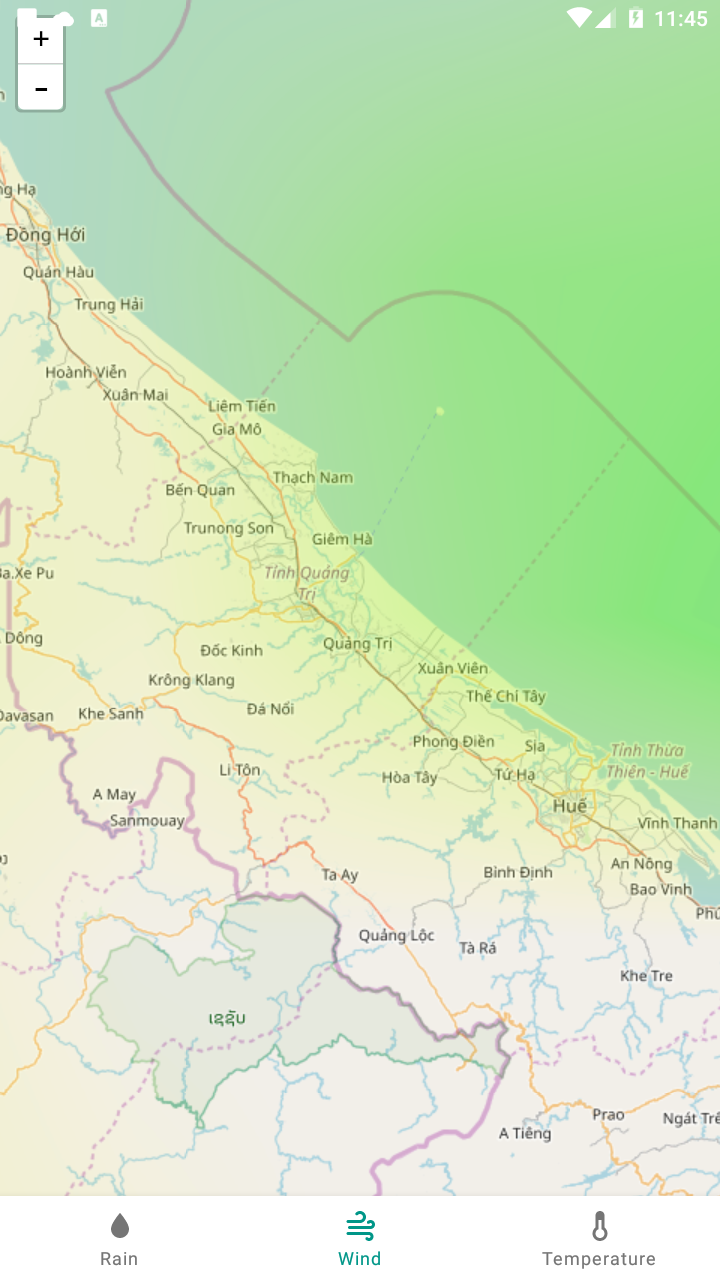 A
11:45
+
-
ng Hạ
Đồng Hới
Quán Hàu
Trung Hải
Hoành Viễn
Xuân Mai
Liêm Tiến
Gia Mô
Thạch Nam
Bến Quan
Trunong Son
Giêm Hà
Ba.Xe Pu
Tỉnh Quảng
Trị
Dông
Quảng Trị
Đốc Kinh
Xuân Viên
Krông Klang
Thế Chí Tây
Đá Nổi
Davasan
Khe Sanh
Phong Điền
Sịa
Tỉnh Thừa
Thiên - Huế
Li Tôn
Hòa Tây
Tứ Hạ
A May
Huế
Sanmouay
Vĩnh Thanh
An Nông
Ta Ay
Bình Định
Bao Vinh
Phú
Quảng Lộc
Tà Rá
Khe Tre
ເຊຊັບ
Prao
Ngát Trê
A Tiêng
Rain
Wind
Temperature